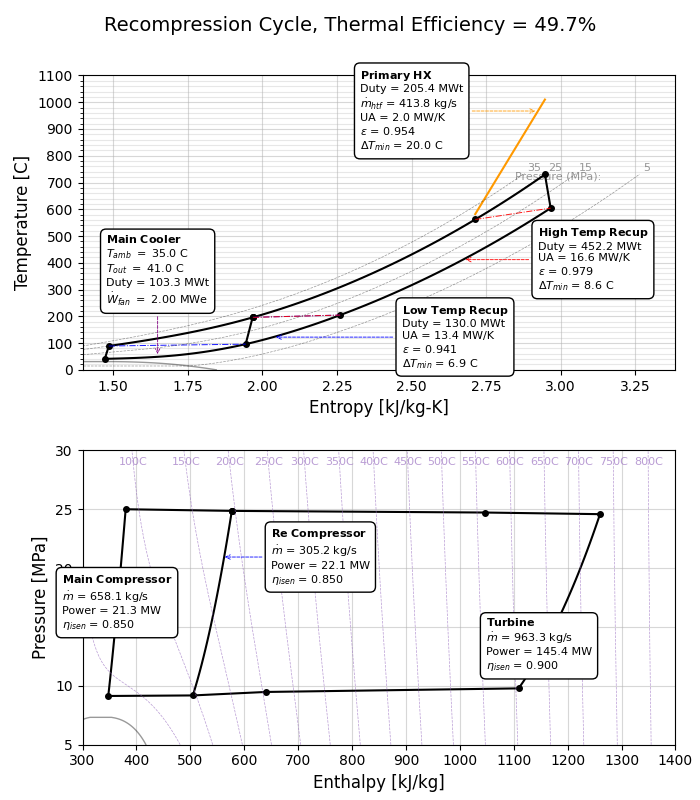 Recompression Cycle, Thermal Efficiency = 49.7%
Primary HX
Duty = 205.4 MWt
ṁhtf = 413.8 kg/s
UA = 2.0 MW/K
ε = 0.954
ΔTmin = 20.0 C
1100
1000
900
800
700
600
500
400
300
200
100
0
Temperature [C]
35
25
15
5
Pressure (MPa):
Main Cooler
Tamb = 35.0 C
Tout = 41.0 C
Duty = 103.3 MWt
Ẇfan = 2.00 MWe
High Temp Recup
Duty = 452.2 MWt
UA = 16.6 MW/K
ε = 0.979
ΔTmin = 8.6 C
Low Temp Recup
Duty = 130.0 MWt
UA = 13.4 MW/K
ε = 0.941
ΔTmin = 6.9 C
1.50
1.75
2.00
2.25
2.50
2.75
3.00
3.25
Entropy [kJ/kg-K]
30
25
10
5
Pressure [MPa]
100C
150C
200C
250C
300C
350C
400C
450C
500C
550C
600C
650C
700C
750C
800C
Re Compressor
ṁ = 305.2 kg/s
Power = 22.1 MW
ηisen = 0.850
Main Compressor
ṁ = 658.1 kg/s
Power = 21.3 MW
ηisen = 0.850
Turbine
ṁ = 963.3 kg/s
Power = 145.4 MW
ηisen = 0.900
300
400
500
600
700
800
900
1000
1100
1200
1300
1400
Enthalpy [kJ/kg]